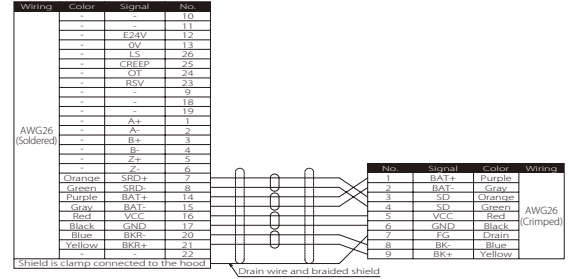 Wiring Color Signal No.
- - 10
- - 11
- E24V 12
- 0V 13
- LS 26
- CREEP 25
- OT 24
- RSV 23
- - 9
- - 18
- - 19
- A+ 1
AWG26 (Soldered)
- A- 2
- B+ 3
- B- 4
- Z+ 5
- Z- 6
Orange SRD+ 7
Green SRD- 8
Purple BAT+ 14
Gray BAT- 15
Red VCC 16
Black GND 17
Blue BKR- 20
Yellow BKR+ 21
- - 22
Shield is clamp connected to the hood
No. Signal Color Wiring
1 BAT+ Purple
2 BAT- Gray
3 SD Orange
4 SD Green
5 VCC Red
AWG26 (Crimped)
6 GND Black
7 FG Drain
8 BK- Blue
9 BK+ Yellow
Drain wire and braided shield